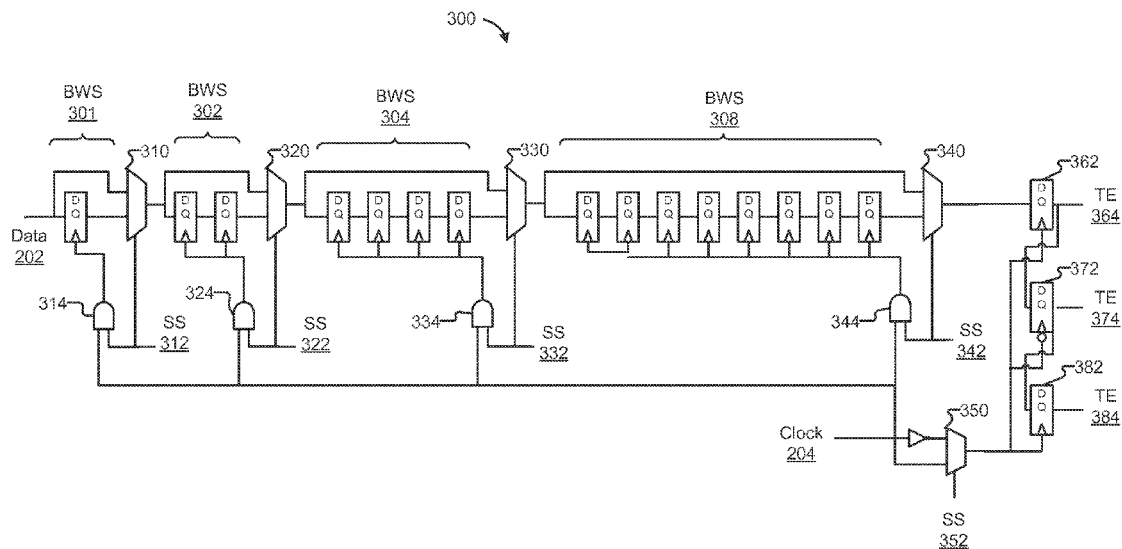 300
BWS
301
BWS
302
BWS
304
BWS
308
310
320
330
340
362
D
Q
D
Q
D
Q
D
Q
D
Q
D
Q
D
Q
D
Q
D
Q
D
Q
D
Q
D
Q
D
Q
D
Q
D
Q
D
Q
TE
364
Data
202
372
D
Q
TE
374
314
324
334
344
SS
312
SS
322
SS
332
SS
342
382
D
Q
TE
384
350
Clock
204
SS
352